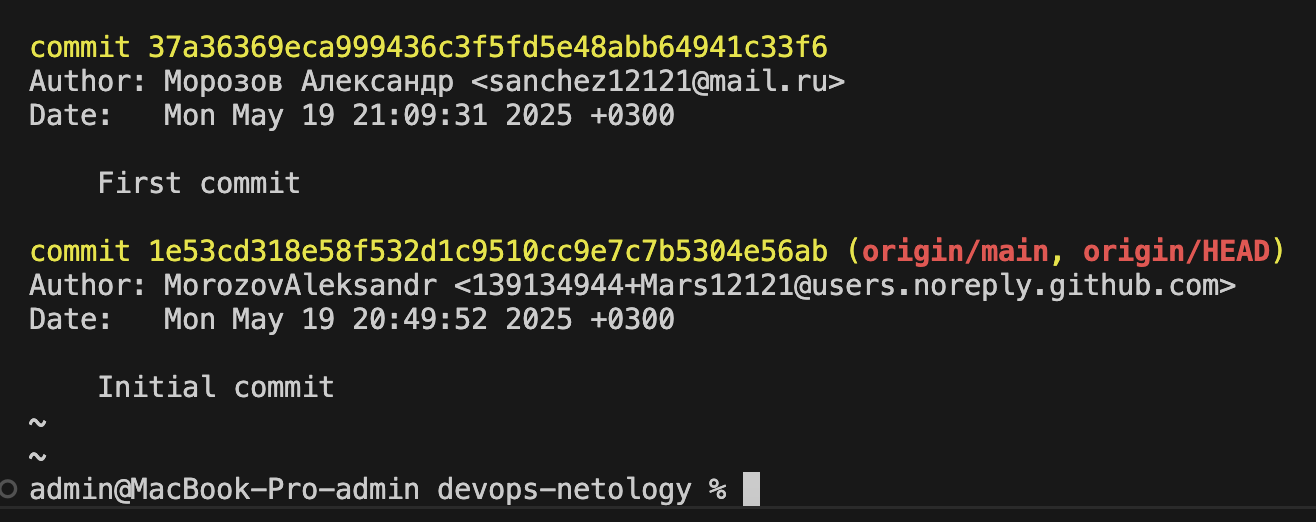 commit 37a36369eca999436c3f5fd5e48abb64941c33f6
Author: Морозов Александр <sanchez12121@mail.ru>
Date:   Mon May 19 21:09:31 2025 +0300
First commit
commit 1e53cd318e58f532d1c9510cc9e7c7b5304e56ab (origin/main, origin/HEAD)
Author: MorozovAleksandr <139134944+Mars12121@users.noreply.github.com>
Date:   Mon May 19 20:49:52 2025 +0300
Initial commit
~
~
admin@MacBook-Pro-admin devops-netology %